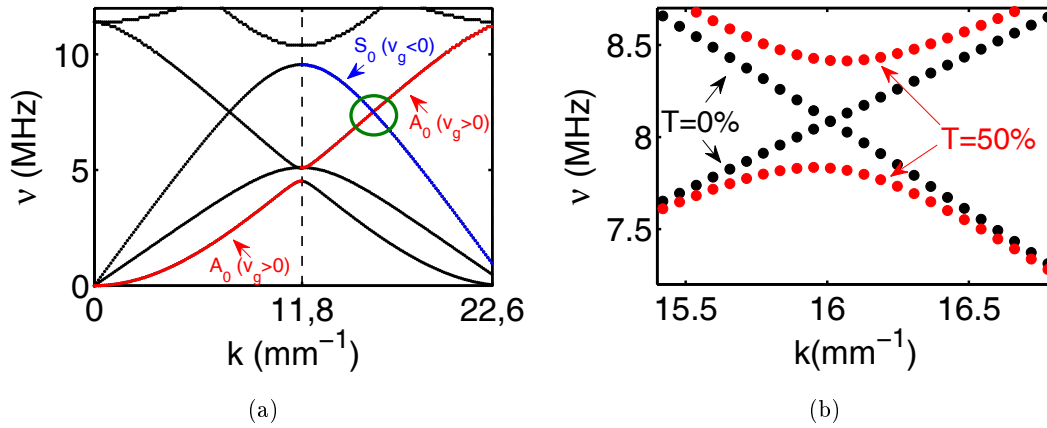 10
5
0
ν (MHz)
S0 (vg<0)
A0 (vg>0)
A0 (vg>0)
0
11,8
22,6
k (mm−1)
(a)
8.5
8
7.5
ν (MHz)
T=0%
T=50%
15.5
16
16.5
k(mm−1)
(b)